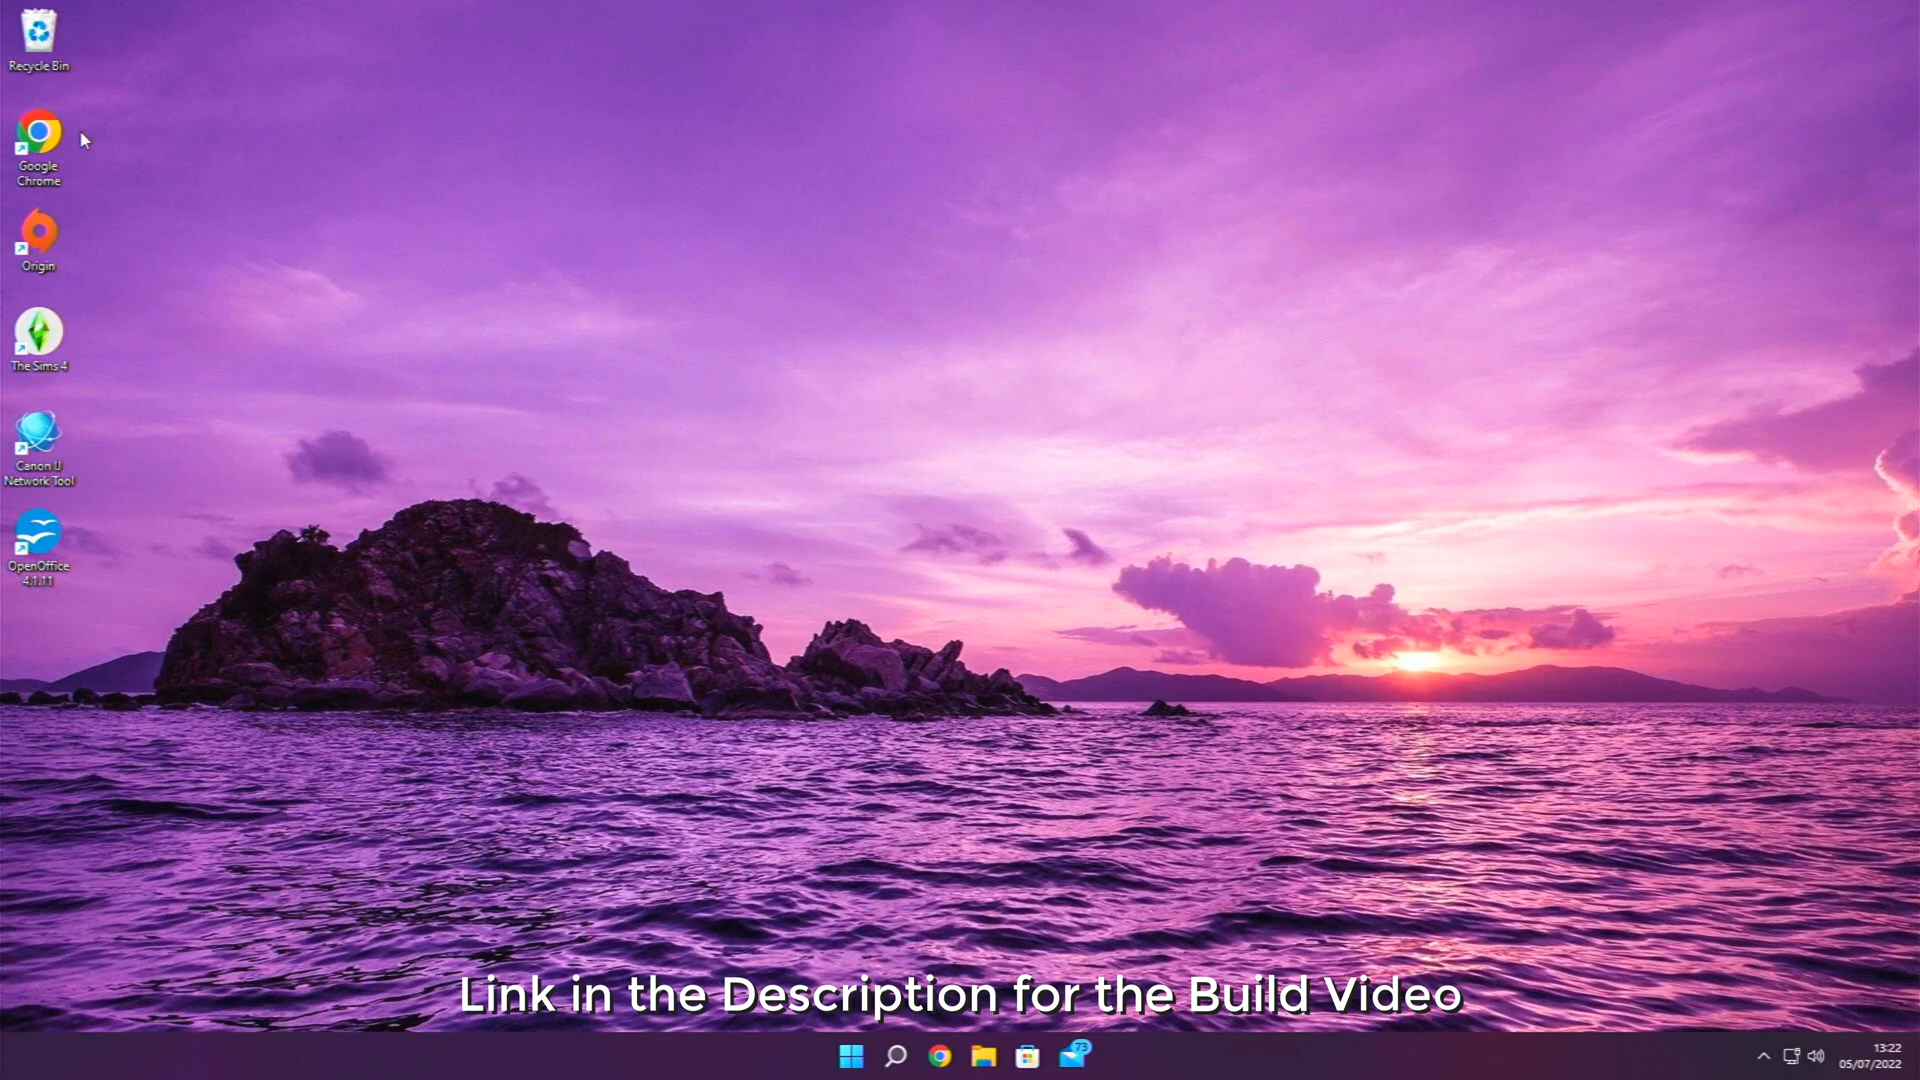 Recycle Bin
Google
Chrome
Origin
The Sims 4
Canon IJ
Network Tool
OpenOffice
4.1.11
Link in the Description for the Build Video
73
13:22
05/07/2022